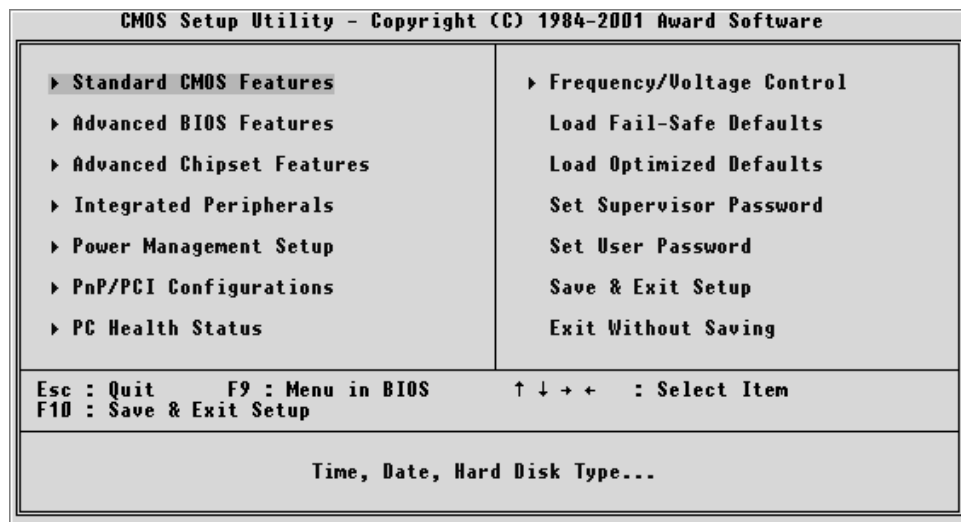 CMOS Setup Utility - Copyright (C) 1984-2001 Award Software
▸ Standard CMOS Features
▸ Advanced BIOS Features
▸ Advanced Chipset Features
▸ Integrated Peripherals
▸ Power Management Setup
▸ PnP/PCI Configurations
▸ PC Health Status
▸ Frequency/Voltage Control
Load Fail-Safe Defaults
Load Optimized Defaults
Set Supervisor Password
Set User Password
Save & Exit Setup
Exit Without Saving
Esc : Quit F9 : Menu in BIOS ↑ ↓ → ← : Select Item
F10 : Save & Exit Setup
Time, Date, Hard Disk Type...